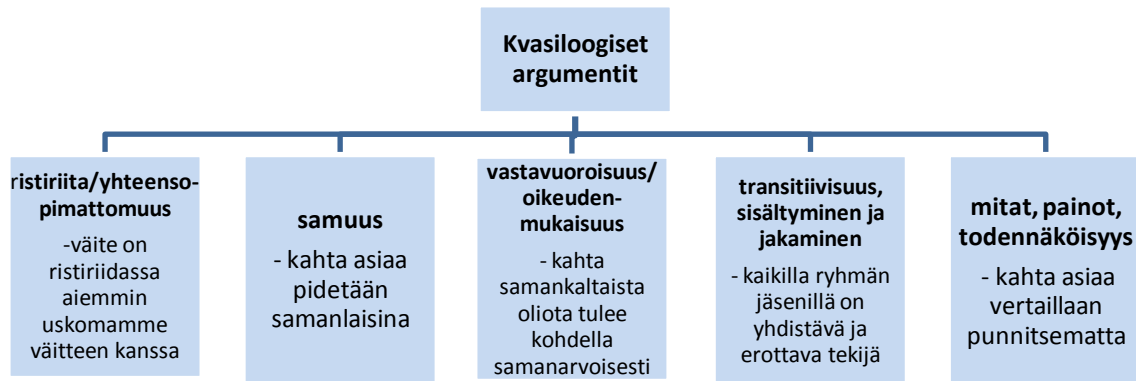 Kvasiloogiset
argumentit
ristiriita/yhteenso-
pimattomuus
-väite on
ristiriidassa
aiemmin
uskomamme
väitteen kanssa
samuus
- kahta asiaa
pidetään
samanlaisina
vastavuoroisuus/
oikeuden-
mukaisuus
- kahta
samankaltaista
oliota tulee
kohdella
samanarvoisesti
transitiivisuus,
sisältyminen ja
jakaminen
- kaikilla ryhmän
jäsenillä on
yhdistävä ja
erottava tekijä
mitat, painot,
todennäköisyys
- kahta asiaa
vertaillaan
punnitsematta